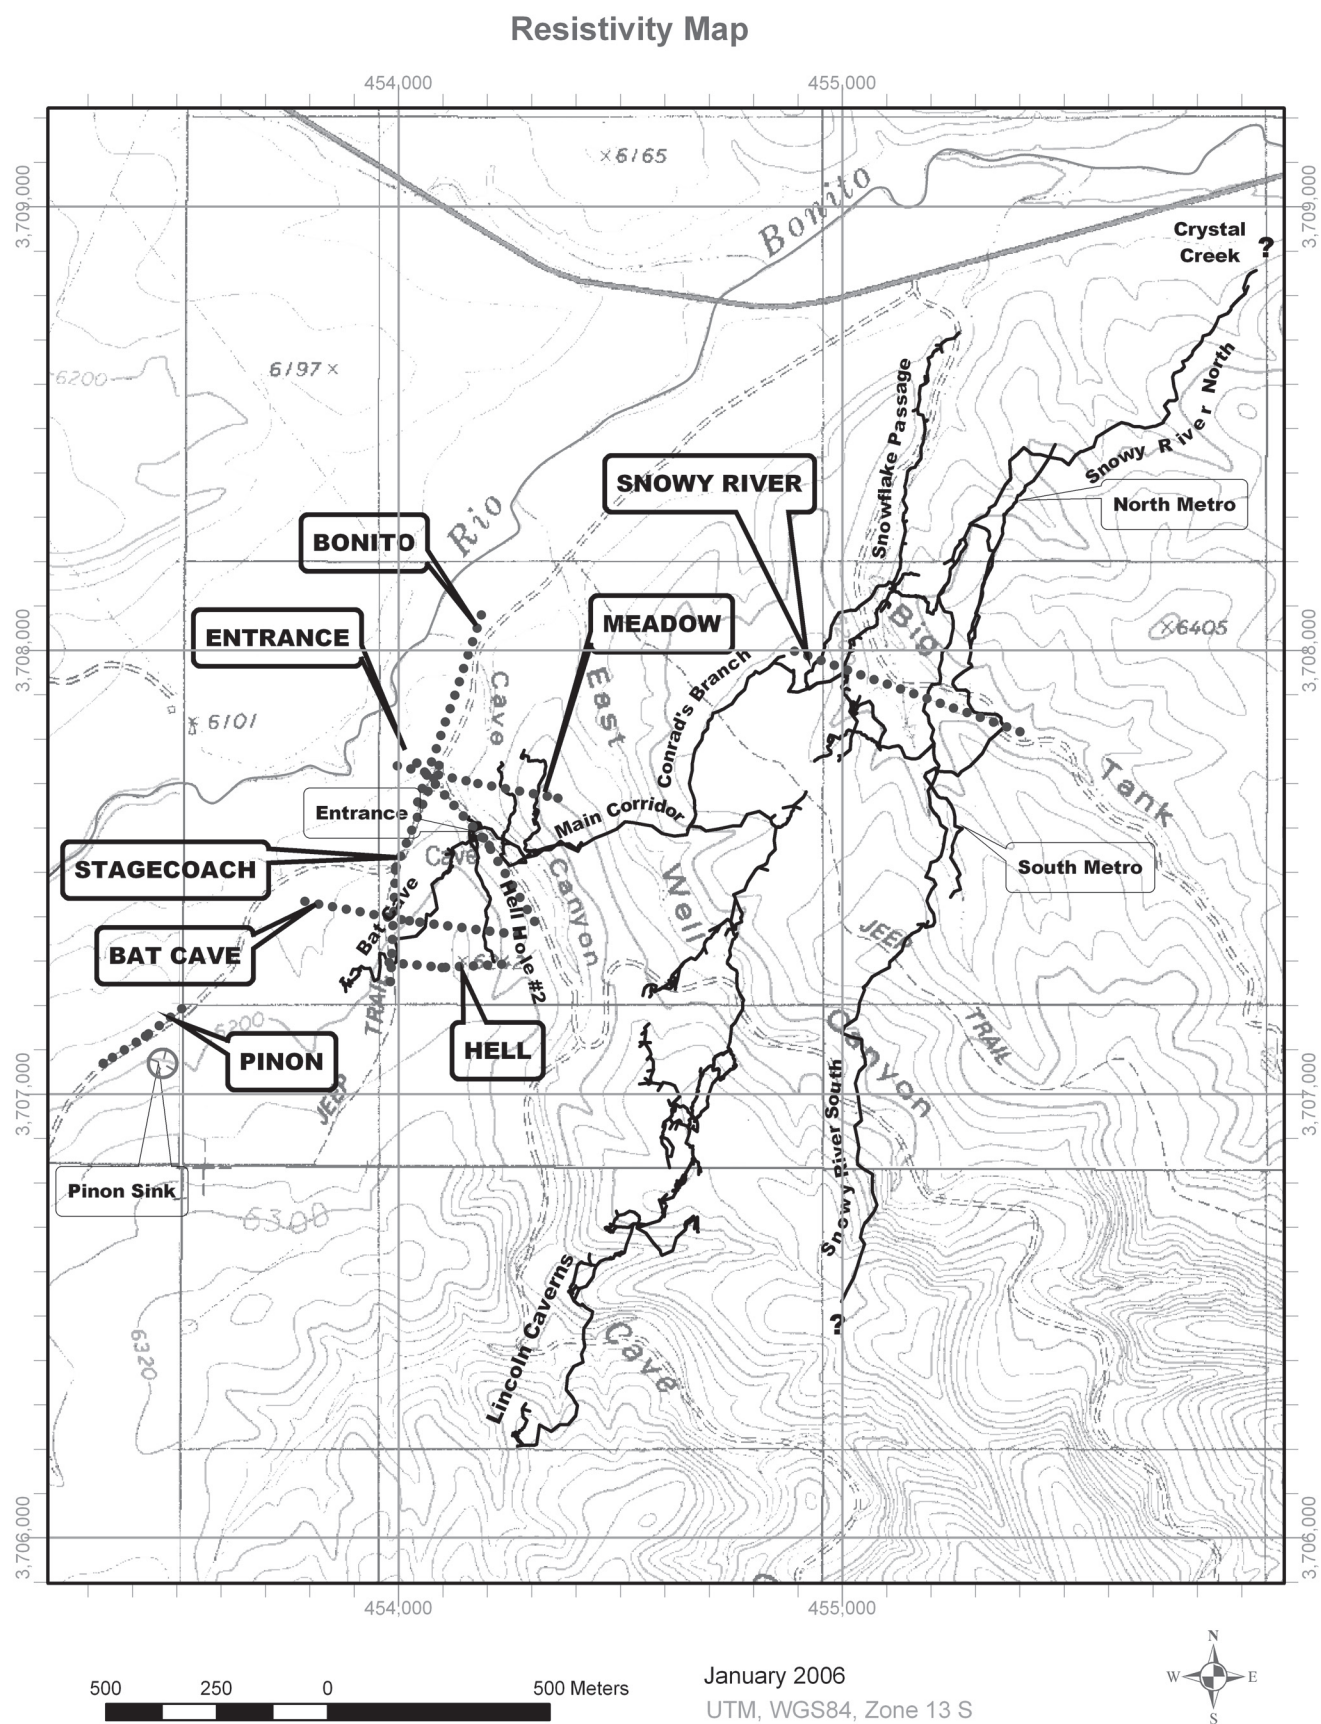 Resistivity Map
454,000
455,000
3,709,000
3,709,000
×6165
Bonito
Crystal
Creek
?
6200
6197×
Snowflake Passage
Snowy River North
SNOWY RIVER
North Metro
Rio
BONITO
MEADOW
ENTRANCE
Big
×6405
3,708,000
3,708,000
6101
Cave
East
Conrad's Branch
Tank
Entrance
Main Corridor
STAGECOACH
Cave
Canyon
Well
South Metro
Bat Cave
Hell Hole #2
BAT CAVE
JEEP
TRAIL
TRAIL
6200
PINON
HELL
Canyon
3,707,000
3,707,000
JEEP
Snowy River South
Pinon Sink
6300
?
Lincoln Caverns
6320
Cave
3,706,000
3,706,000
454,000
455,000
500 250 0 500 Meters
January 2006
UTM, WGS84, Zone 13 S
N
W E
S